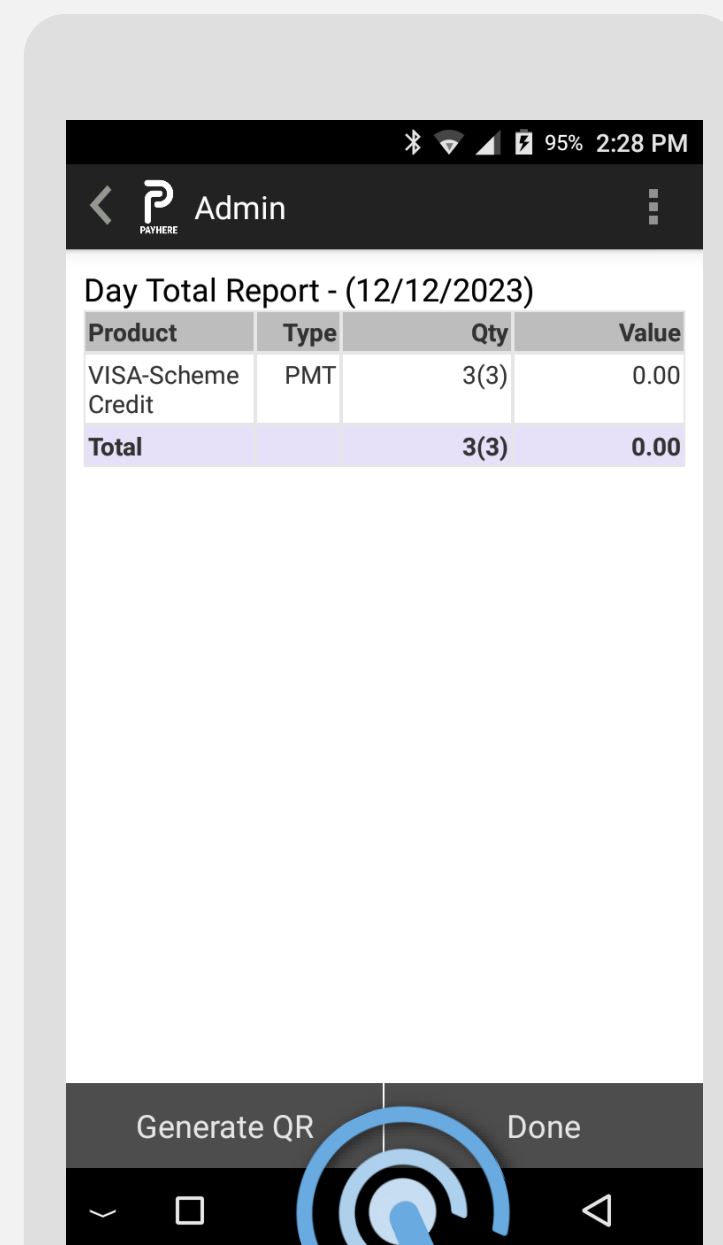 95% 2:28 PM
PAYHERE
Admin
Day Total Report - (12/12/2023)
Product Type Qty Value
VISA-Scheme PMT 3(3) 0.00
Credit
Total 3(3) 0.00
Generate QR Done